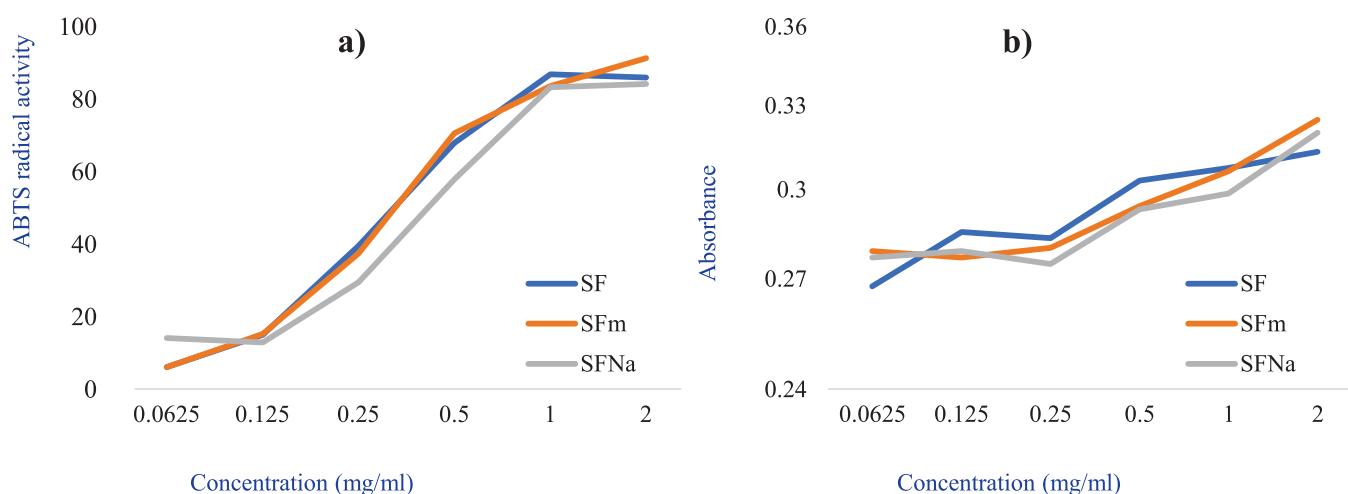 a)
ABTS radical activity
100
80
60
40
20
0
SF
SFm
SFNa
0.0625 0.125 0.25 0.5 1 2
Concentration (mg/ml)
b)
Absorbance
0.36
0.33
0.3
0.27
0.24
SF
SFm
SFNa
0.0625 0.125 0.25 0.5 1 2
Concentration (mg/ml)